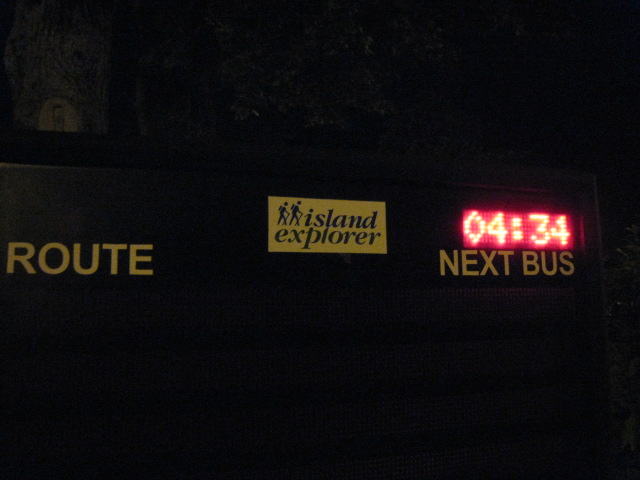 island
explorer
04:34
ROUTE
NEXT BUS